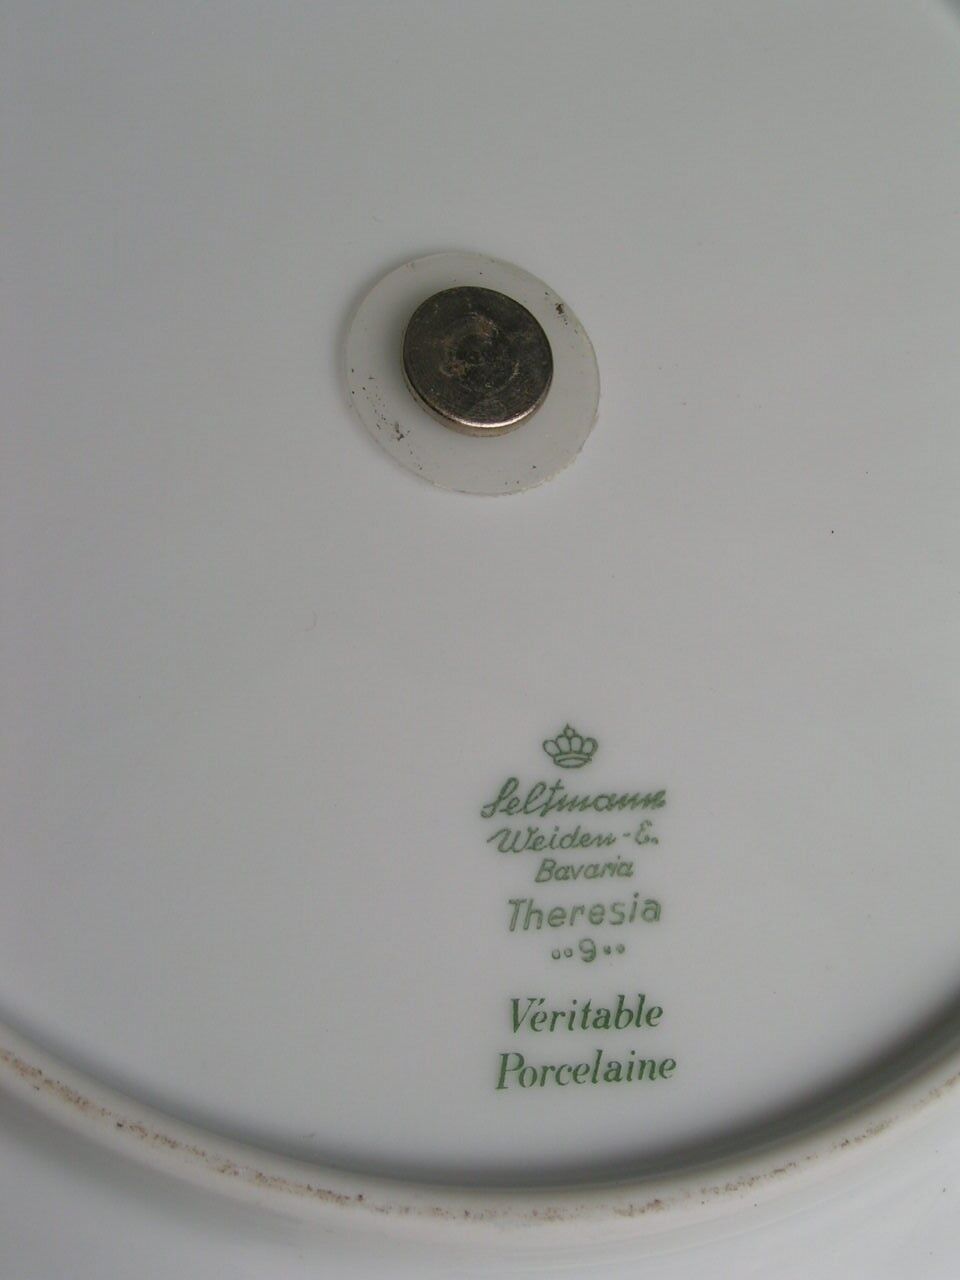 Seltmann
Weiden-E.
Bavaria
Theresia
°°9°°
Véritable
Porcelaine